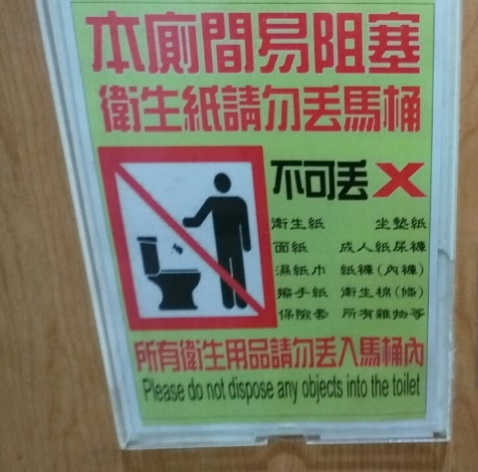 本廁間易阻塞
衛生紙請勿丟馬桶
不可丟 X
衛生紙 坐墊紙
面紙 成人紙尿褲
濕紙巾 紙褲(內褲)
擦手紙 衛生棉(條)
保險套 所有雜物等
所有衛生用品請勿丟入馬桶內
Please do not dispose any objects into the toilet